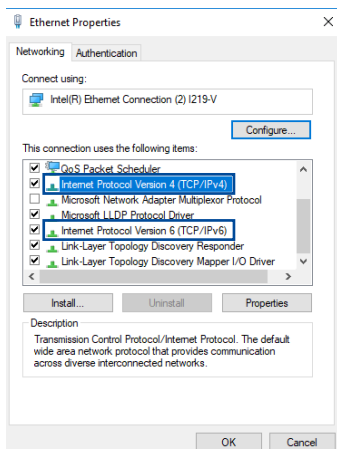 Ethernet Properties
Networking
Authentication
Connect using:
Intel(R) Ethernet Connection (2) I219-V
Configure...
This connection uses the following items:
QoS Packet Scheduler
Internet Protocol Version 4 (TCP/IPv4)
Microsoft Network Adapter Multiplexor Protocol
Microsoft LLDP Protocol Driver
Internet Protocol Version 6 (TCP/IPv6)
Link-Layer Topology Discovery Responder
Link-Layer Topology Discovery Mapper I/O Driver
Install...
Uninstall
Properties
Description
Transmission Control Protocol/Internet Protocol. The default
wide area network protocol that provides communication
across diverse interconnected networks.
OK
Cancel